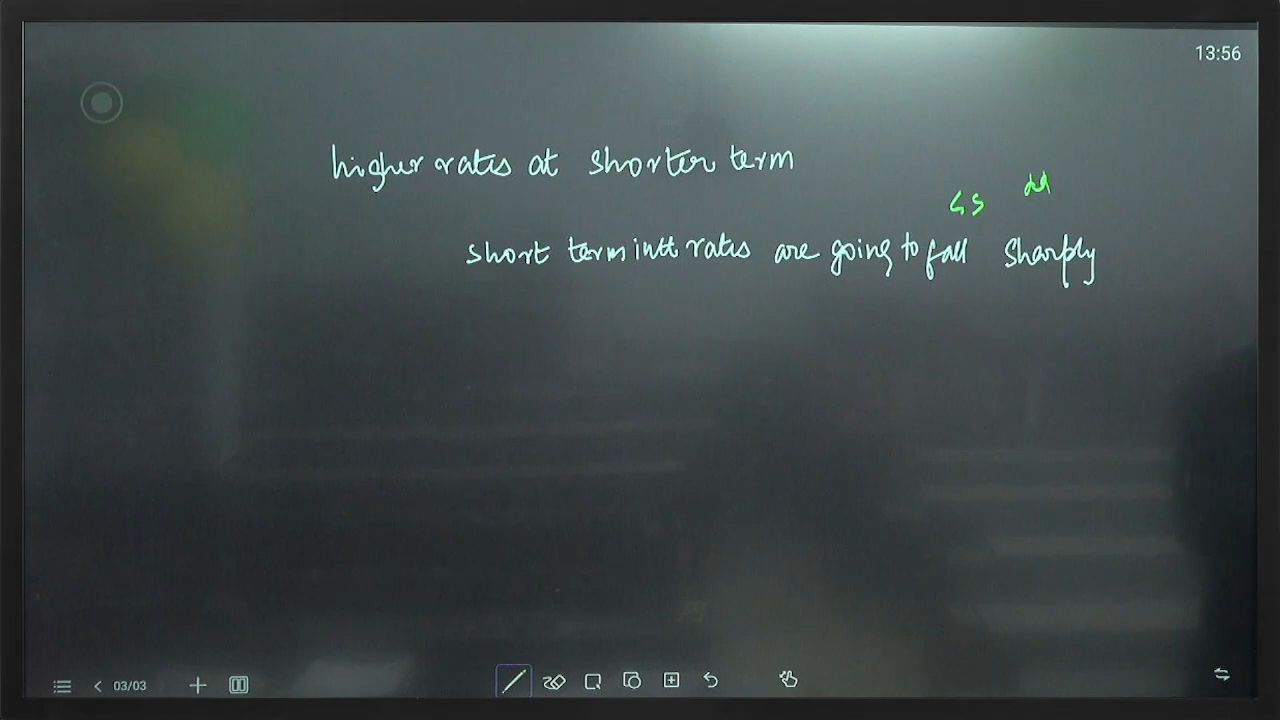 13:56
higher rates at shorter term
short term intt rates are going to fall sharply
03/03